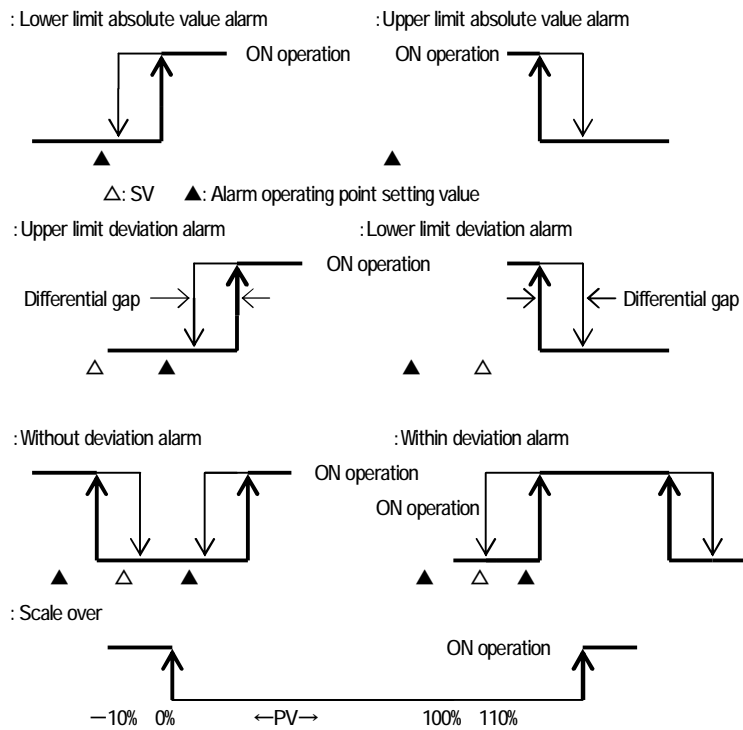 : Lower limit absolute value alarm : Upper limit absolute value alarm
ON operation ON operation
▲ ▲
△: SV ▲: Alarm operating point setting value
: Upper limit deviation alarm : Lower limit deviation alarm
ON operation
Differential gap Differential gap
△ ▲ ▲ △
: Without deviation alarm : Within deviation alarm
ON operation
ON operation
▲ △ ▲ ▲ △ ▲
: Scale over
ON operation
－10% 0% ←PV→ 100% 110%